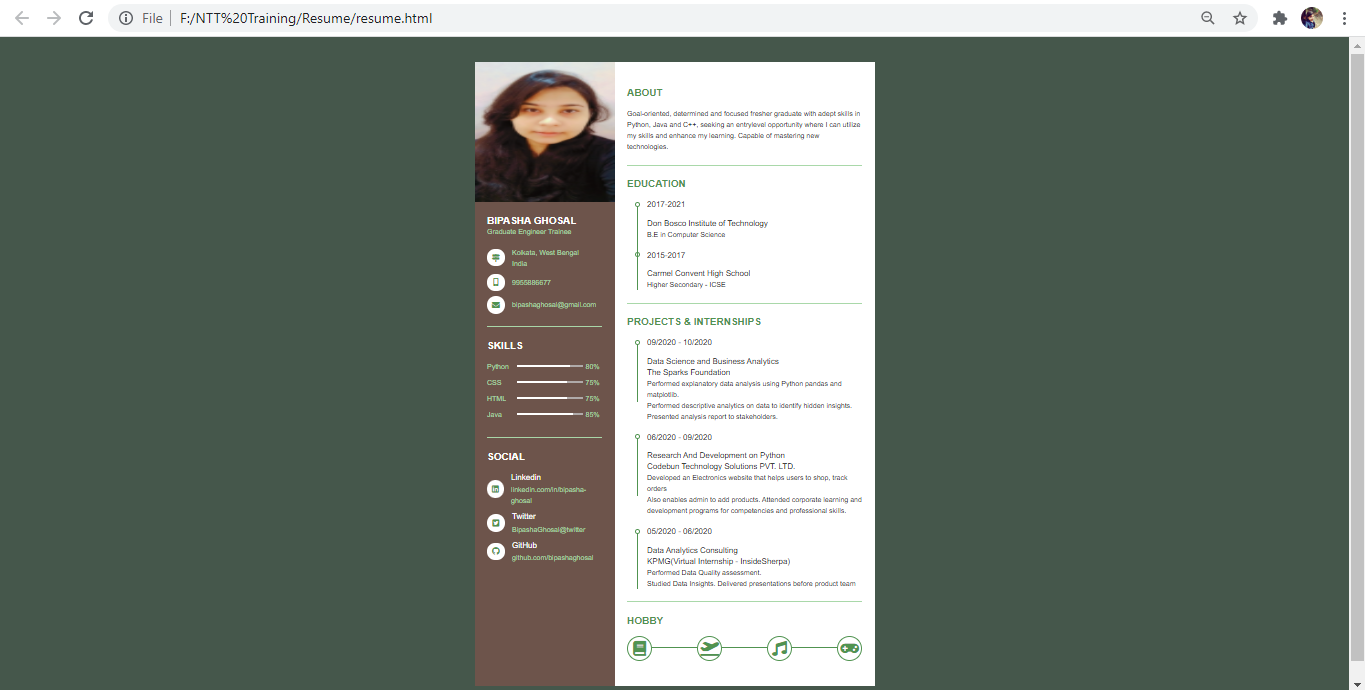 File
F:/NTT%20Training/Resume/resume.html
BIPASHA GHOSAL
Graduate Engineer Trainee
Kolkata, West Bengal
India
9955886677
bipashaghosal@gmail.com
SKILLS
Python 80%
CSS 75%
HTML 75%
Java 85%
SOCIAL
Linkedin
linkedin.com/in/bipasha-
ghosal
Twitter
BipashaGhosal@twitter
GitHub
github.com/bipashaghosal
ABOUT
Goal-oriented, determined and focused fresher graduate with adept skills in
Python, Java and C++, seeking an entrylevel opportunity where I can utilize
my skills and enhance my learning. Capable of mastering new
technologies.
EDUCATION
2017-2021
Don Bosco Institute of Technology
B.E in Computer Science
2015-2017
Carmel Convent High School
Higher Secondary - ICSE
PROJECTS & INTERNSHIPS
09/2020 - 10/2020
Data Science and Business Analytics
The Sparks Foundation
Performed explanatory data analysis using Python pandas and
matplotlib.
Performed descriptive analytics on data to identify hidden insights.
Presented analysis report to stakeholders.
06/2020 - 09/2020
Research And Development on Python
Codebun Technology Solutions PVT. LTD.
Developed an Electronics website that helps users to shop, track
orders
Also enables admin to add products. Attended corporate learning and
development programs for competencies and professional skills.
05/2020 - 06/2020
Data Analytics Consulting
KPMG(Virtual Internship - InsideSherpa)
Performed Data Quality assessment.
Studied Data Insights. Delivered presentations before product team
HOBBY